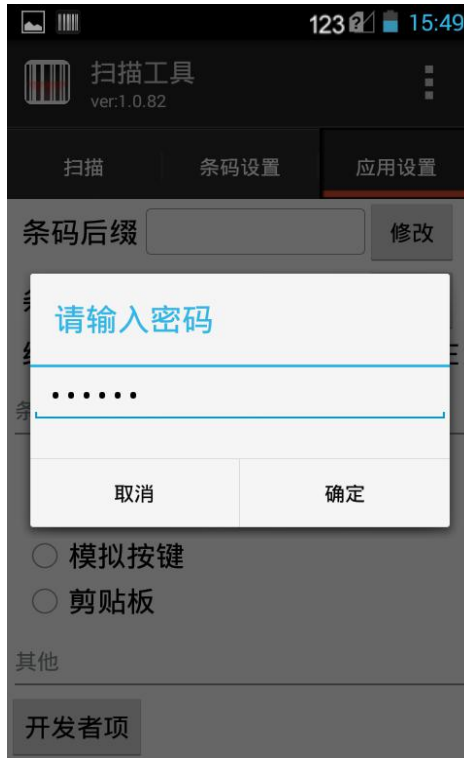 123 15:49
扫描工具
ver:1.0.82
扫描 条码设置 应用设置
条码后缀 修改
请输入密码
••••••
取消 确定
模拟按键
剪贴板
其他
开发者项